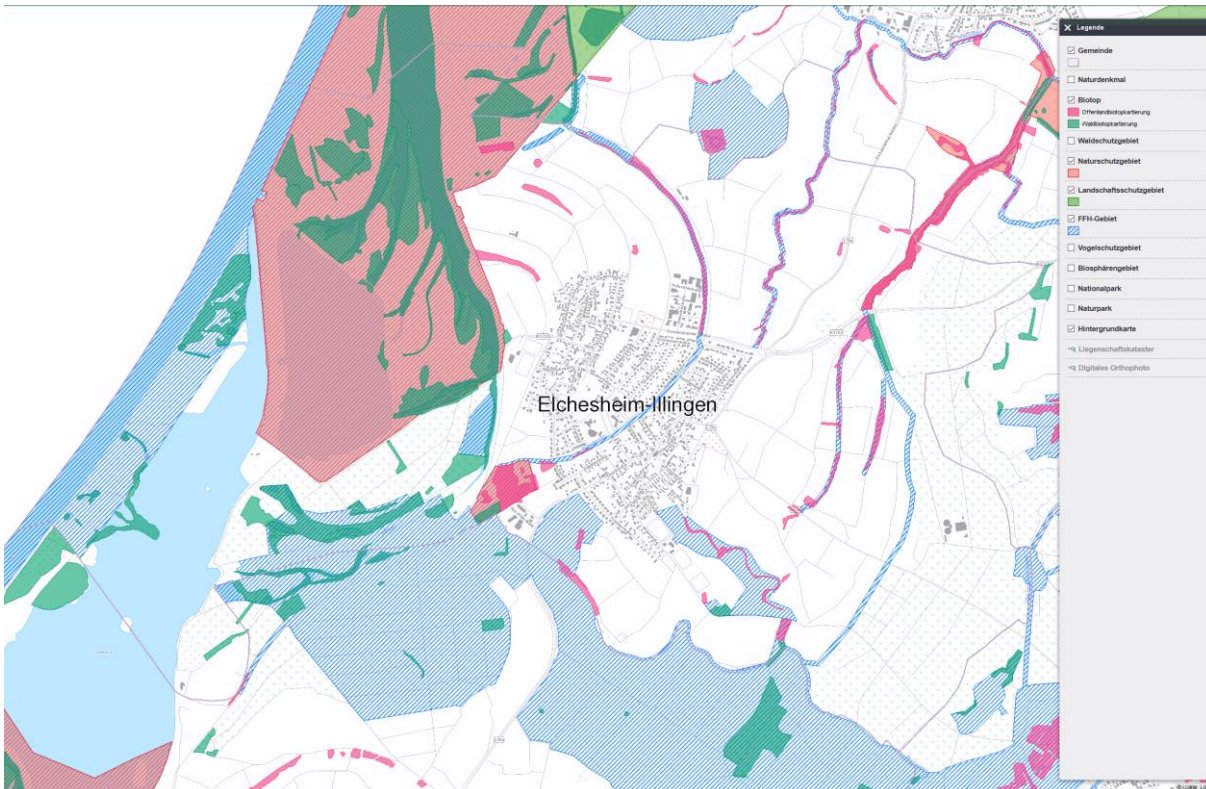 Elchesheim-Illingen
✕ Legende
Gemeinde
Naturdenkmal
Biotop
Offenlandbiotopkartierung
Waldbiotopkartierung
Waldschutzgebiet
Naturschutzgebiet
Landschaftsschutzgebiet
FFH-Gebiet
Vogelschutzgebiet
Biosphärengebiet
Nationalpark
Naturpark
Hintergrundkarte
Liegenschaftskataster
Digitales Orthophoto